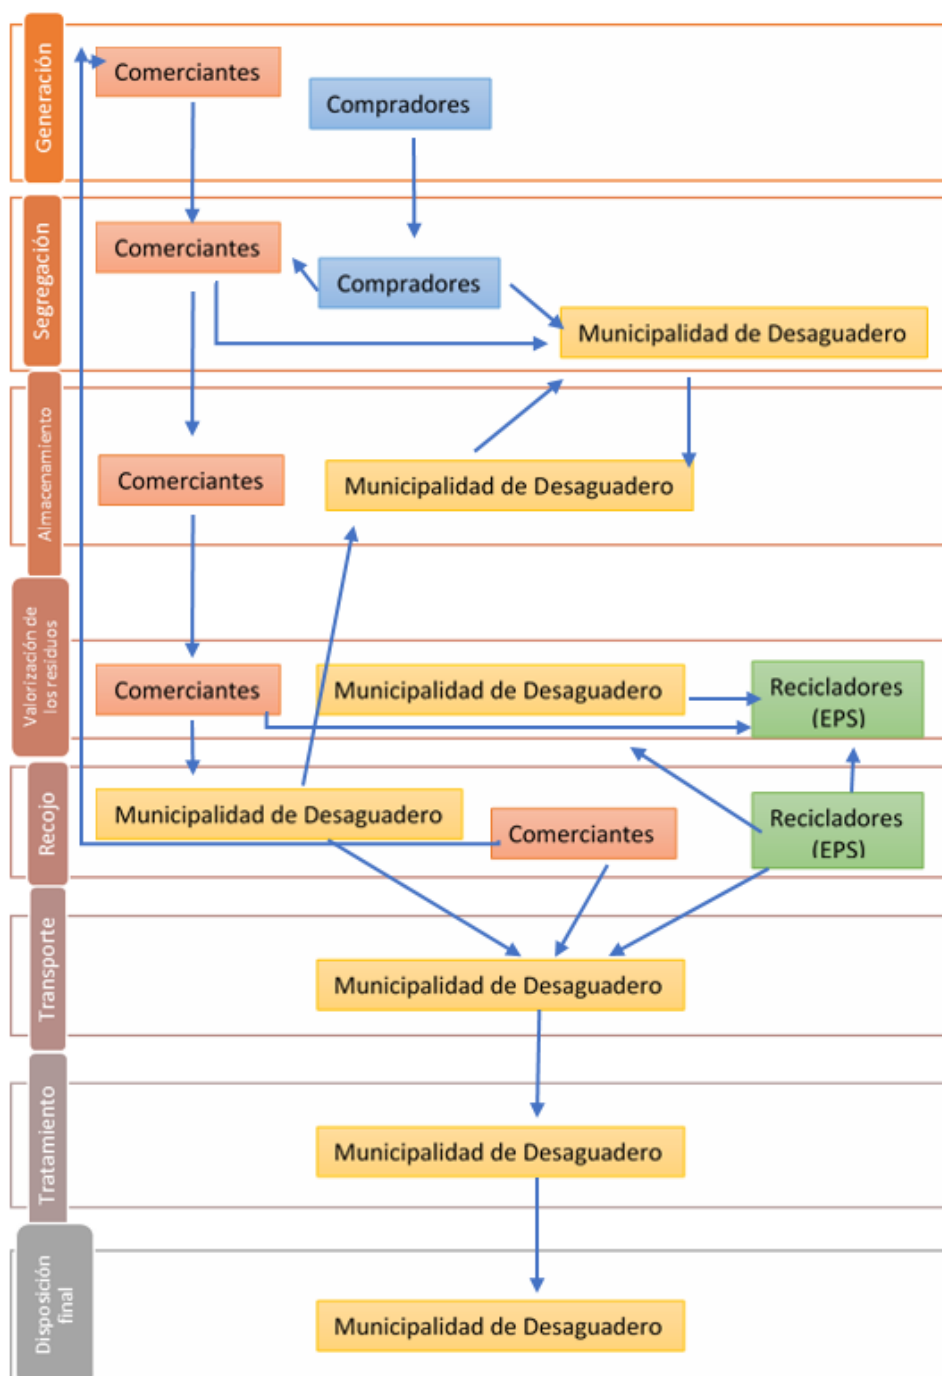 Generación
Comerciantes
Compradores
Segregación
Comerciantes
Compradores
Municipalidad de Desaguadero
Almacenamiento
Comerciantes
Municipalidad de Desaguadero
Valorización de
los residuos
Comerciantes
Municipalidad de Desaguadero
Recicladores
(EPS)
Recojo
Municipalidad de Desaguadero
Comerciantes
Recicladores
(EPS)
Transporte
Municipalidad de Desaguadero
Tratamiento
Municipalidad de Desaguadero
Disposición
final
Municipalidad de Desaguadero